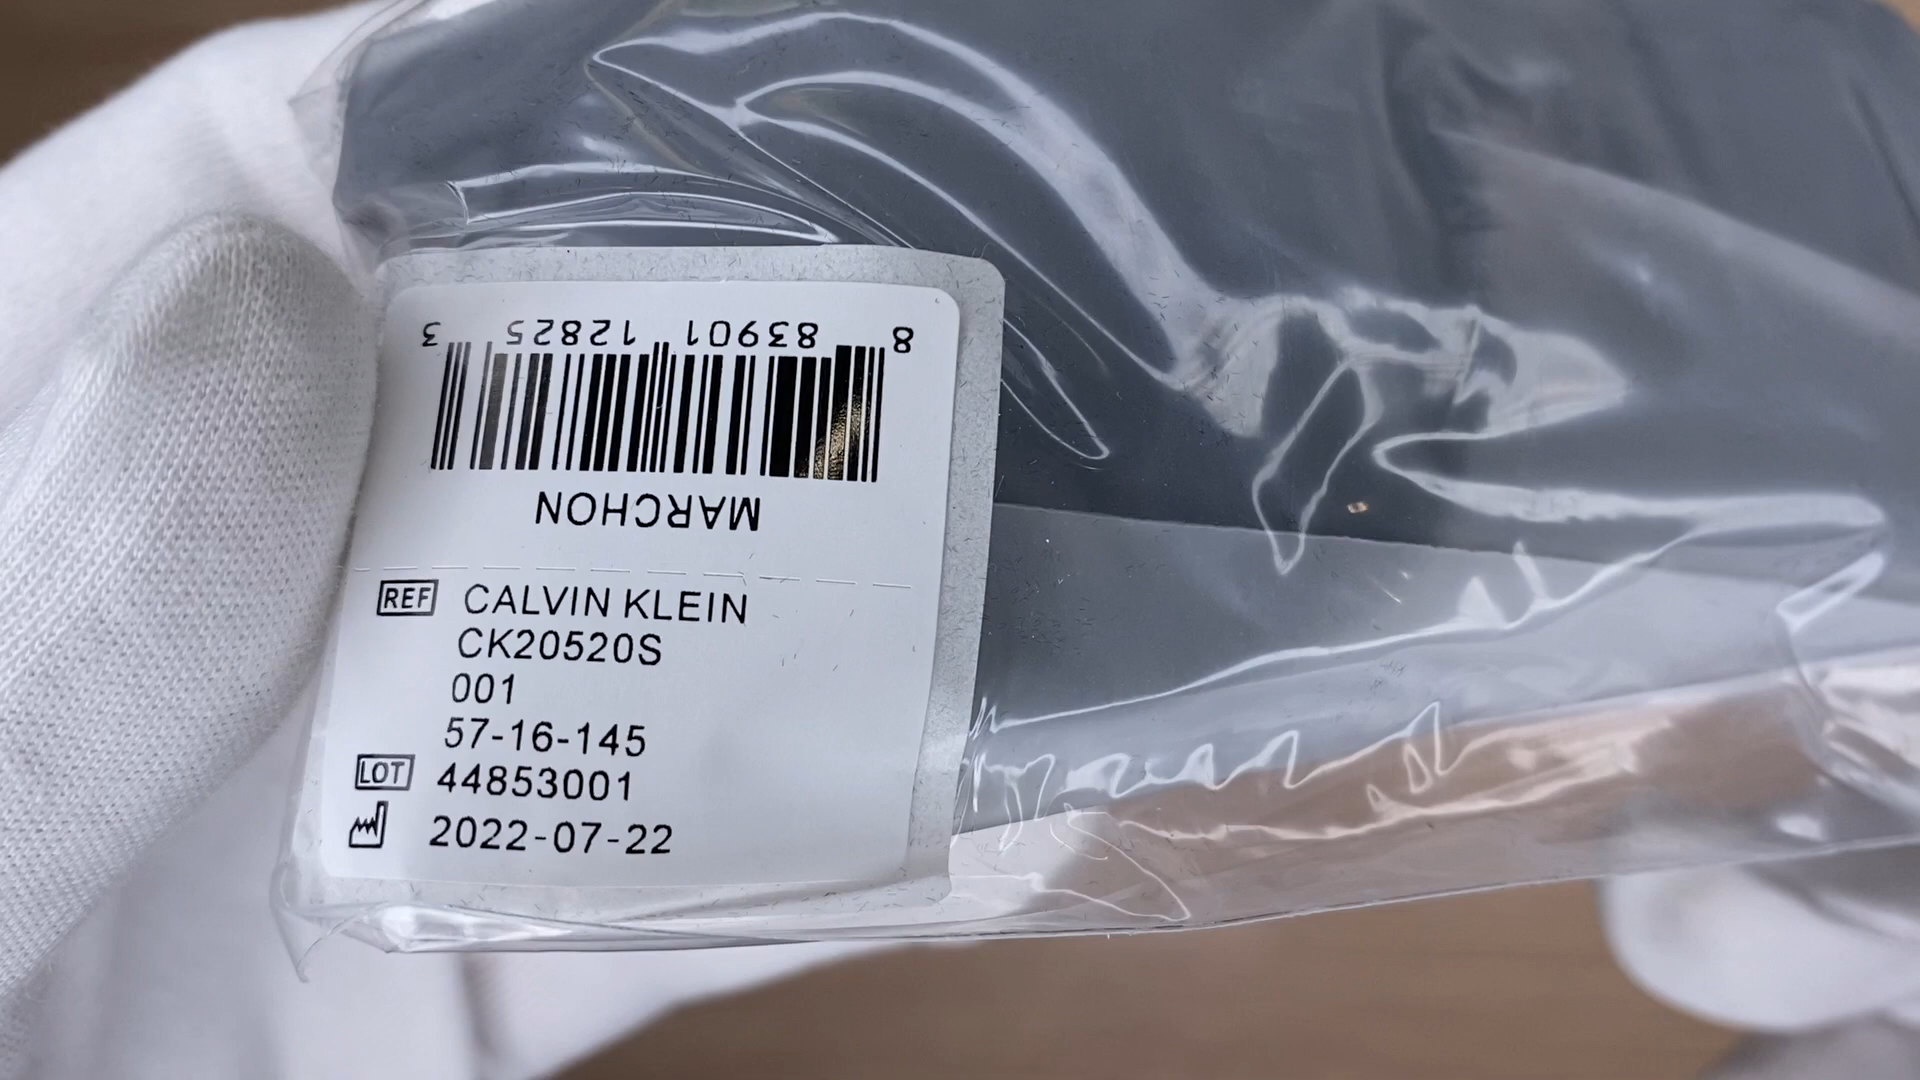 8 83901 12825 3
MARCHON
REF CALVIN KLEIN
CK20520S
001
57-16-145
LOT 44853001
2022-07-22